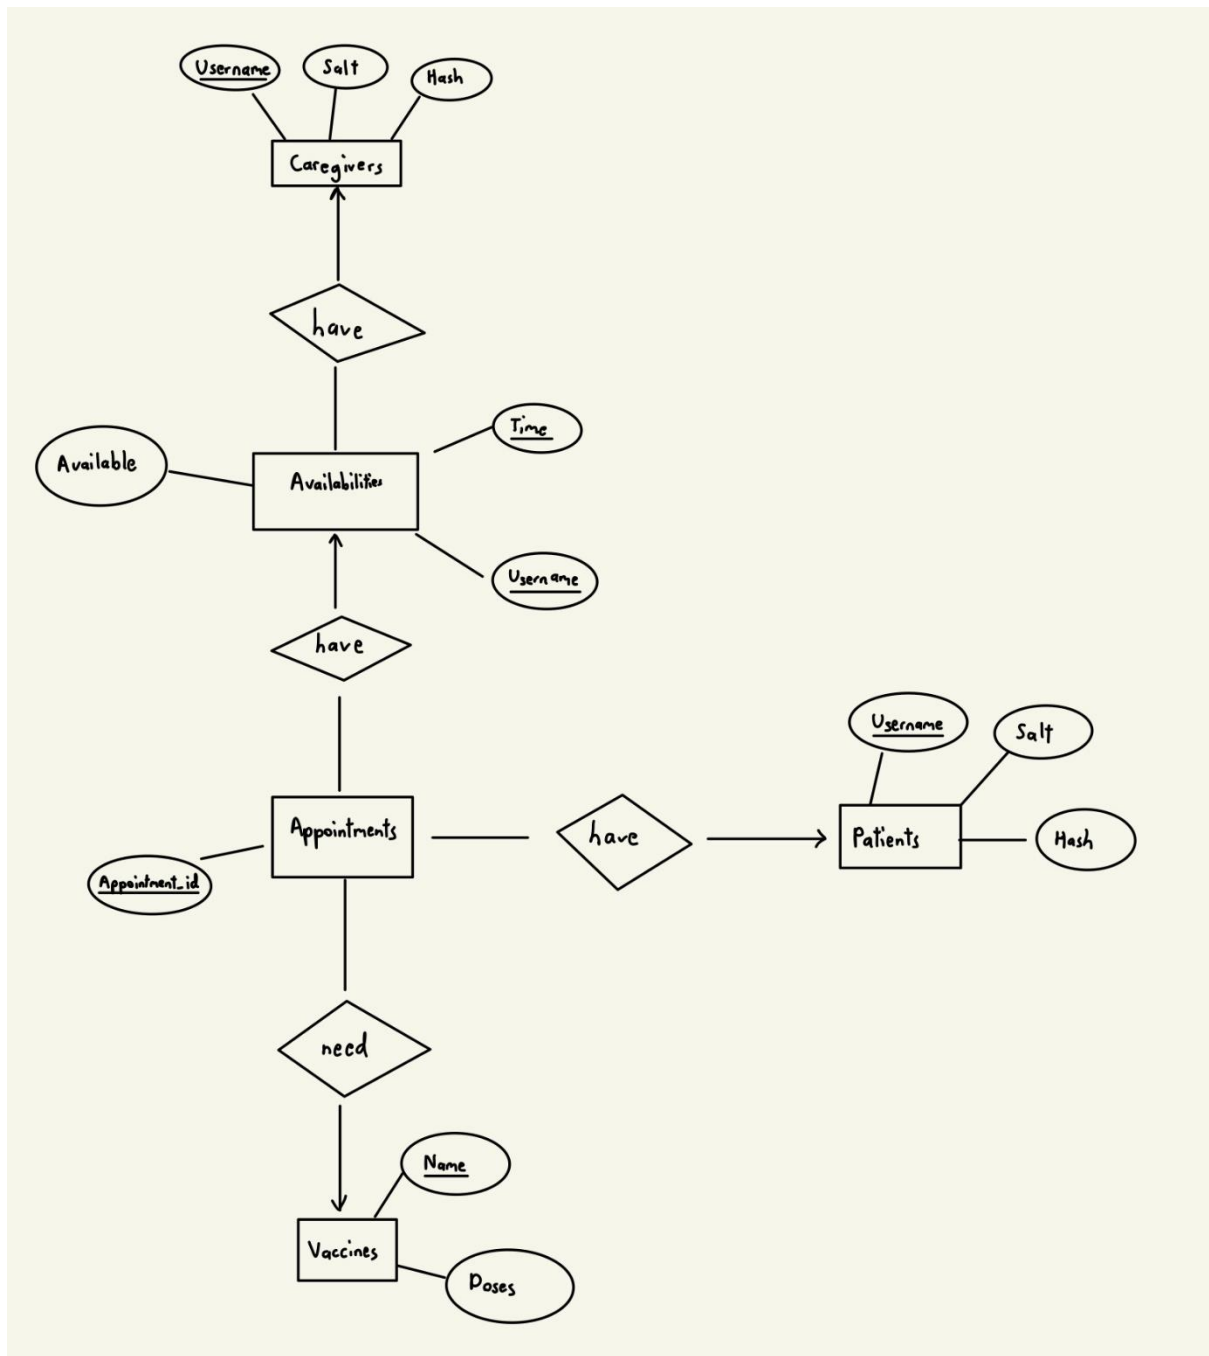 Username
Salt
Hash
Caregivers
have
Time
Available
Availabilities
Username
have
Username
Salt
Appointments
have
Patients
Hash
Appointment_id
need
Name
Vaccines
Doses